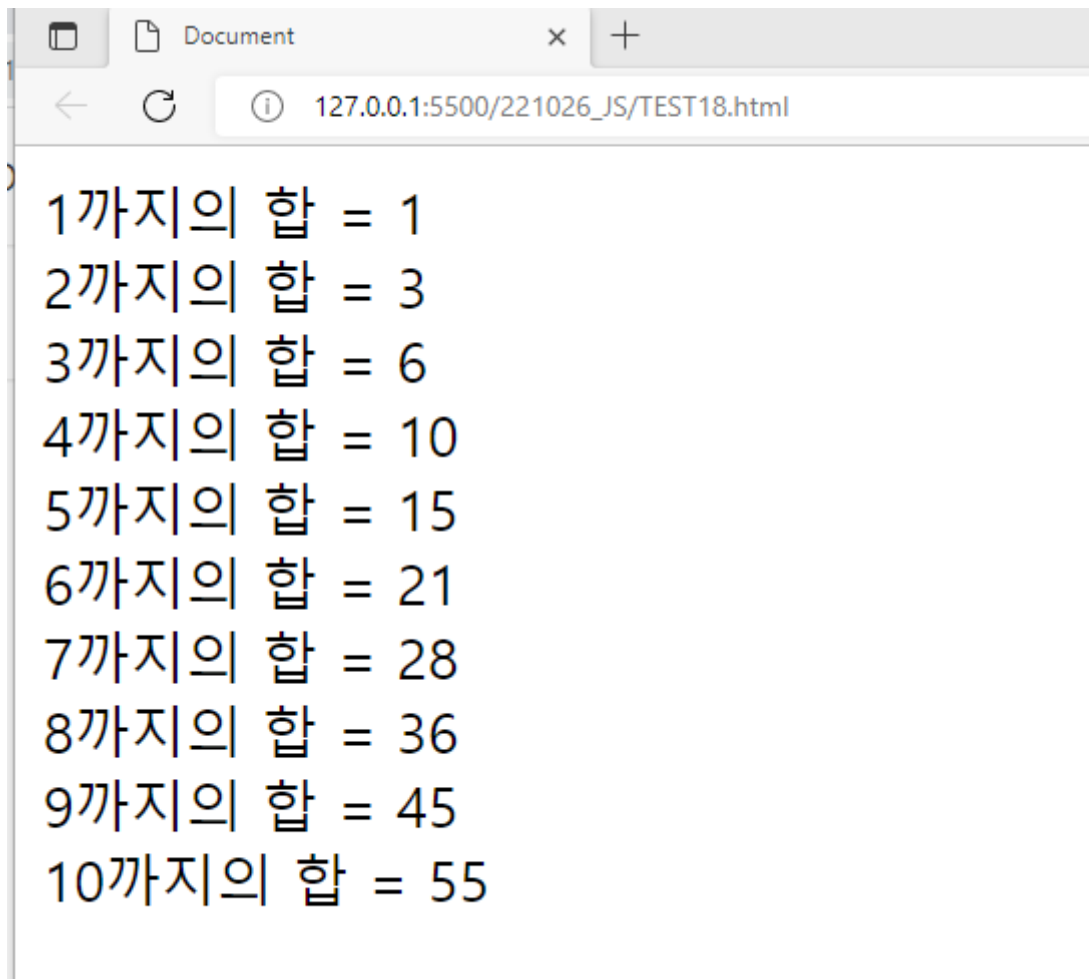 Document
127.0.0.1:5500/221026_JS/TEST18.html
1까지의 합 = 1
2까지의 합 = 3
3까지의 합 = 6
4까지의 합 = 10
5까지의 합 = 15
6까지의 합 = 21
7까지의 합 = 28
8까지의 합 = 36
9까지의 합 = 45
10까지의 합 = 55